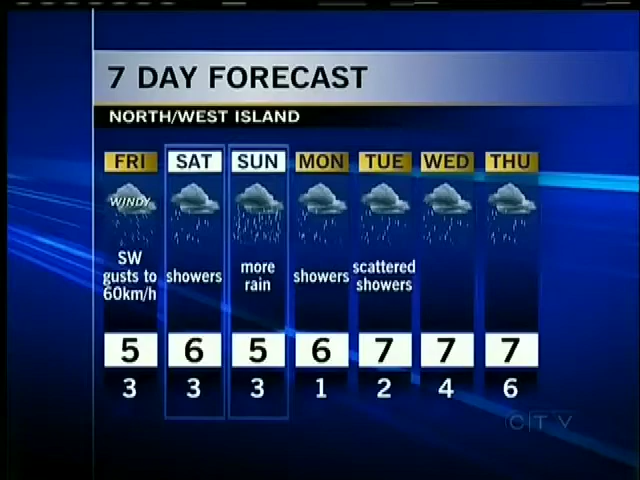 7 DAY FORECAST
NORTH/WEST ISLAND
FRI SAT SUN MON TUE WED THU
WINDY
SW
gusts to
60km/h
showers
more
rain
showers
scattered
showers
5 6 5 6 7 7 7
3 3 3 1 2 4 6
CTV